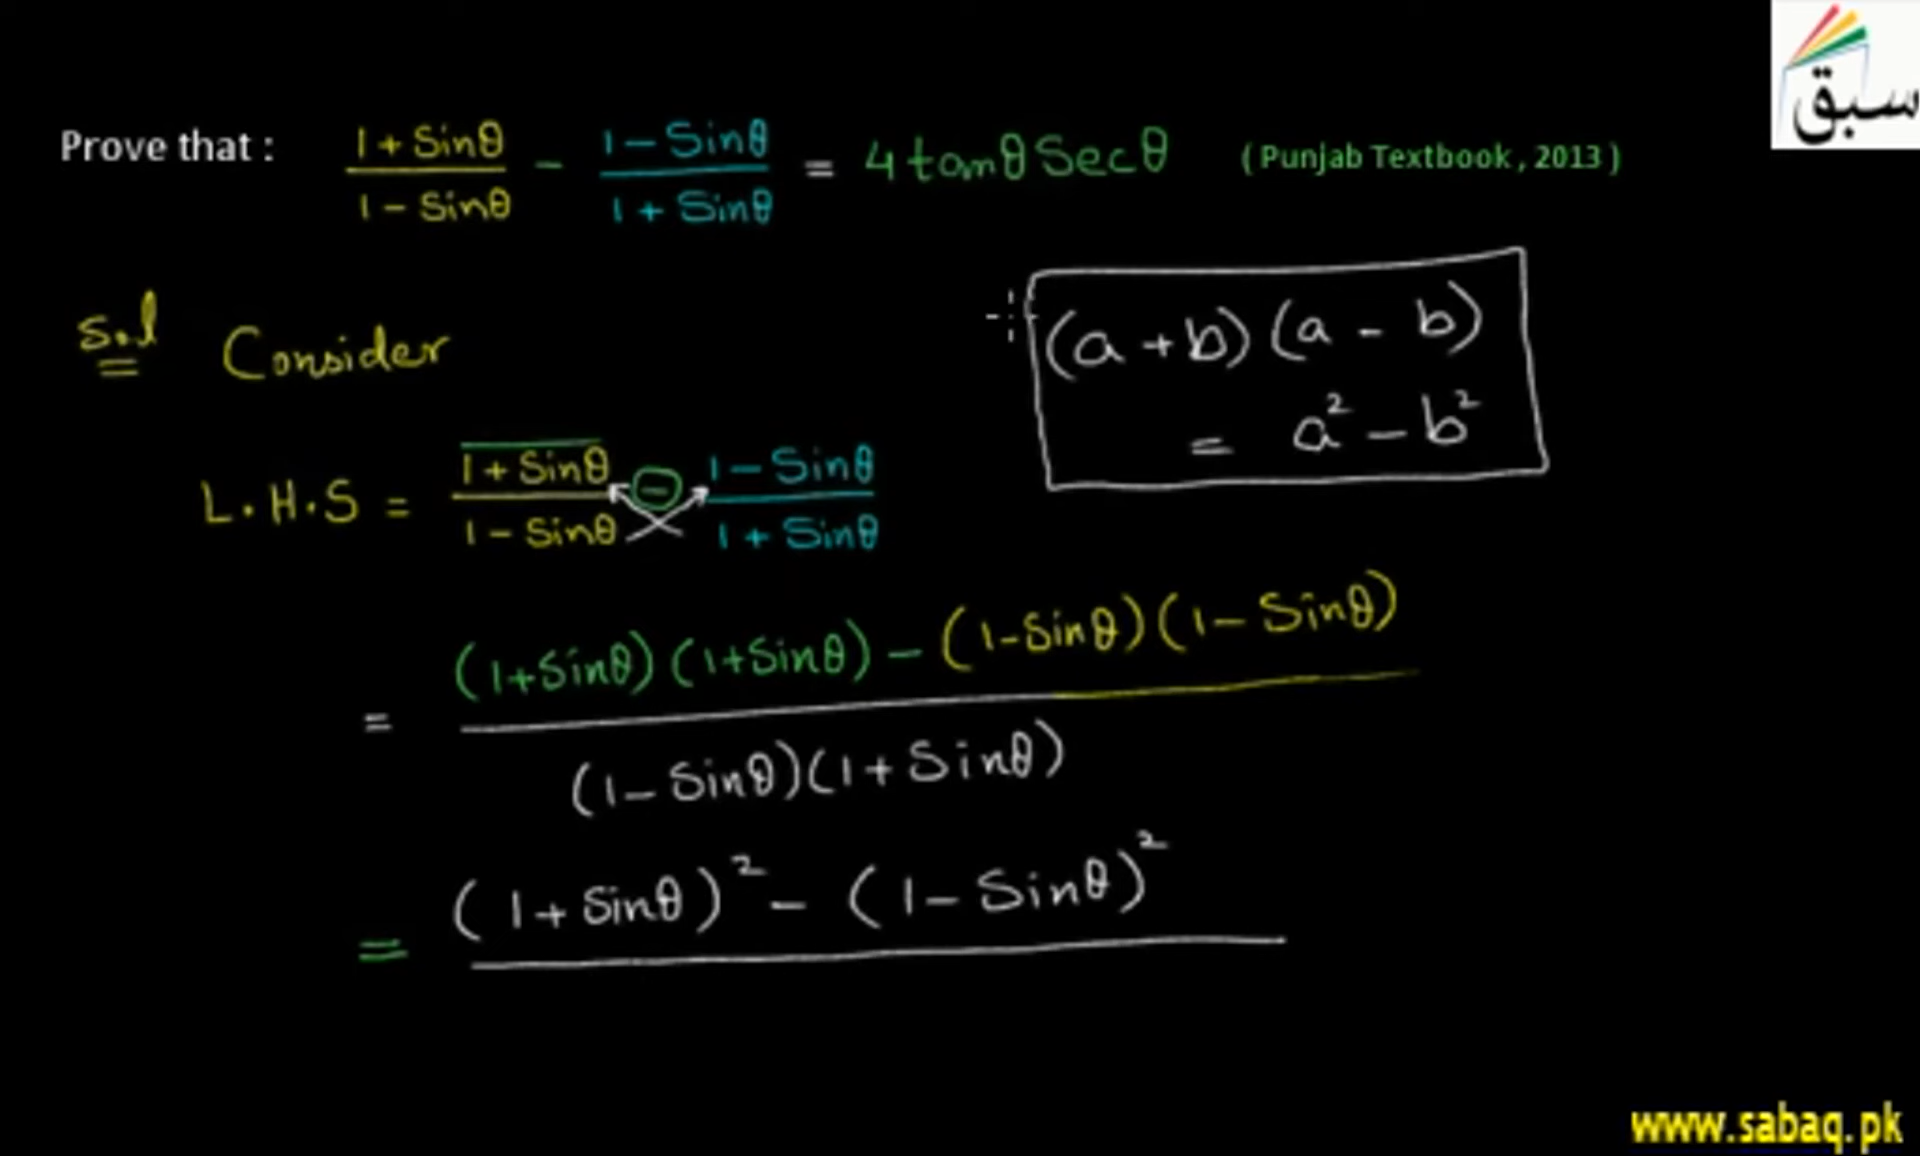 سبق
Prove that : (1 + Sinθ)/(1 - Sinθ) - (1 - Sinθ)/(1 + Sinθ) = 4 tanθ Secθ ( Punjab Textbook , 2013 )
Sol Consider
(a + b) (a - b)
= a² - b²
L.H.S = (1 + Sinθ)/(1 - Sinθ) - (1 - Sinθ)/(1 + Sinθ)
(1+Sinθ) (1+Sinθ) - (1-Sinθ) (1- Sinθ)
=
(1- Sinθ)(1+ Sinθ)
(1+ Sinθ)² - (1- Sinθ)²
=
www.sabaq.pk